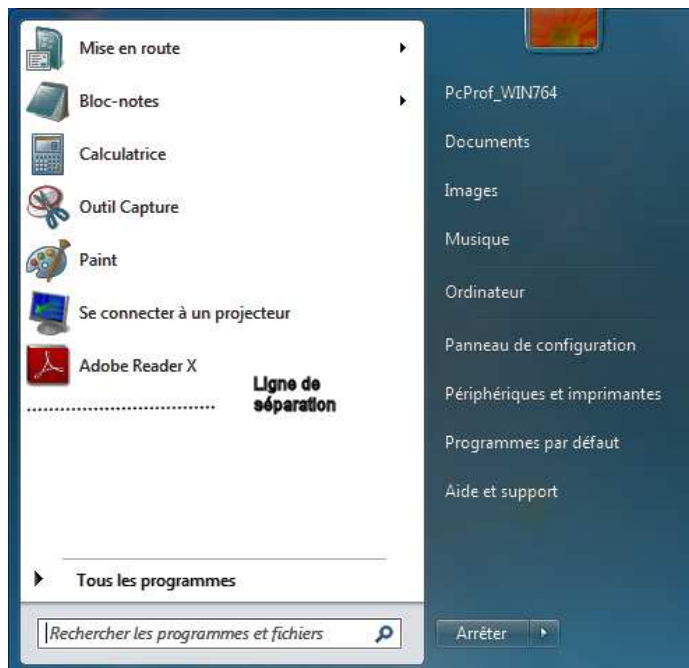 Mise en route
Bloc-notes
Calculatrice
Outil Capture
Paint
Se connecter à un projecteur
Adobe Reader X
Ligne de
séparation
Tous les programmes
Rechercher les programmes et fichiers
PcProf_WIN764
Documents
Images
Musique
Ordinateur
Panneau de configuration
Périphériques et imprimantes
Programmes par défaut
Aide et support
Arrêter